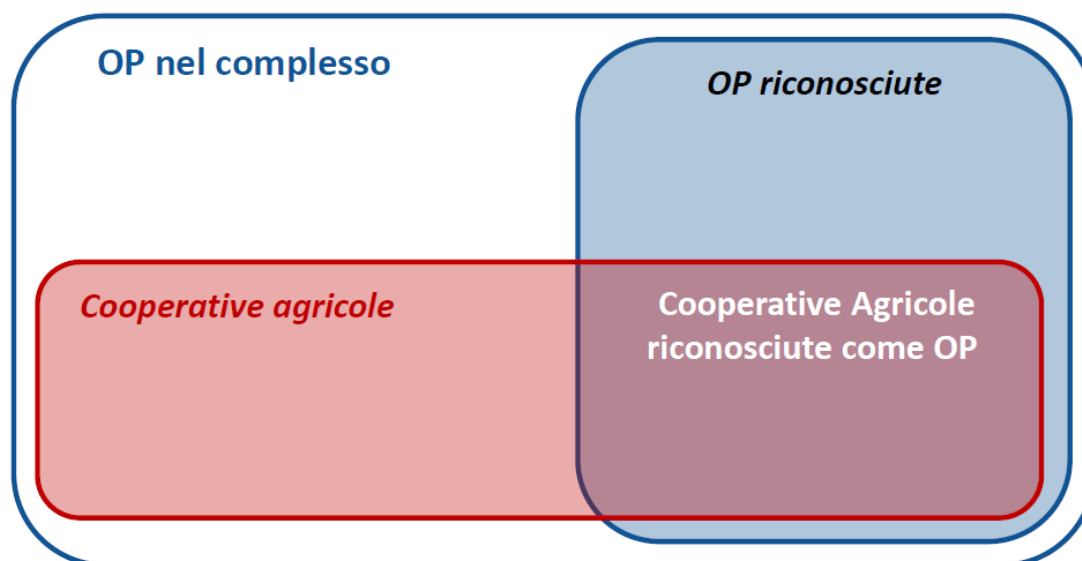 OP nel complesso
OP riconosciute
Cooperative agricole
Cooperative Agricole
riconosciute come OP